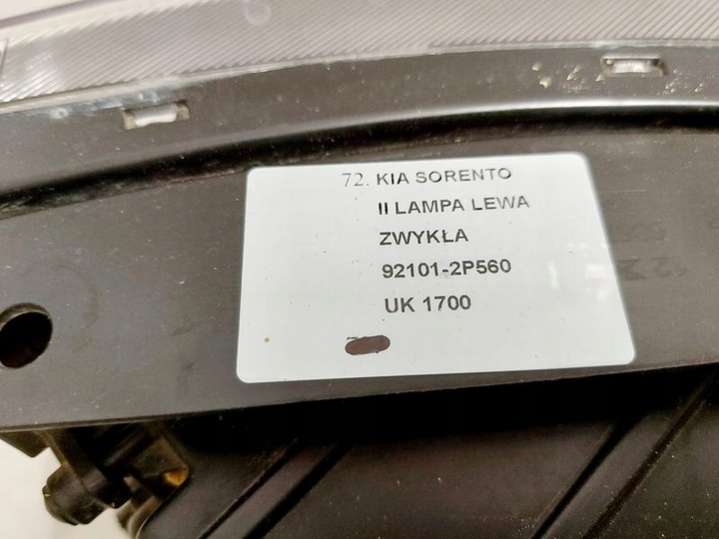 72. KIA SORENTO
II LAMPA LEWA
ZWYKŁA
92101-2P560
UK 1700